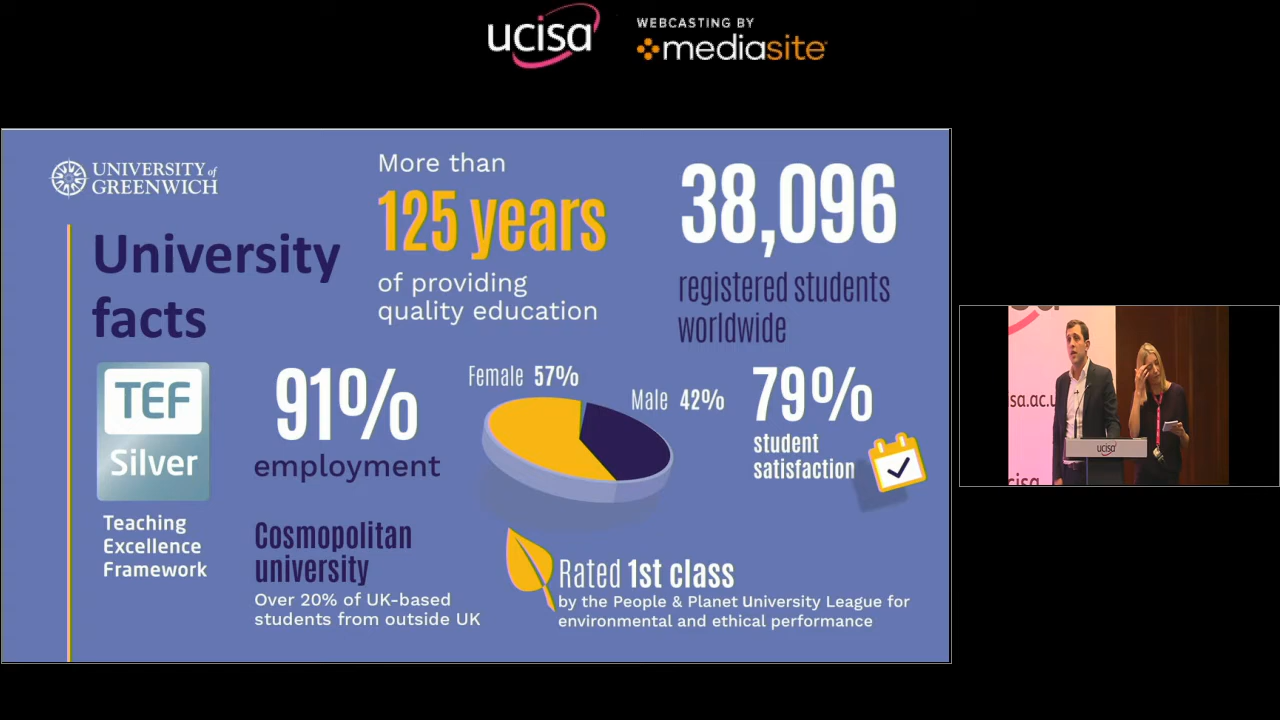 ucisa
WEBCASTING BY
mediasite
UNIVERSITY of
GREENWICH
University
facts
More than
125 years
of providing
quality education
38,096
registered students
worldwide
TEF
Silver
Teaching
Excellence
Framework
91%
employment
Female 57%
Male 42%
79%
student
satisfaction
Cosmopolitan
university
Over 20% of UK-based
students from outside UK
Rated 1st class
by the People & Planet University League for
environmental and ethical performance
sa.ac.u
ucisa
cisa